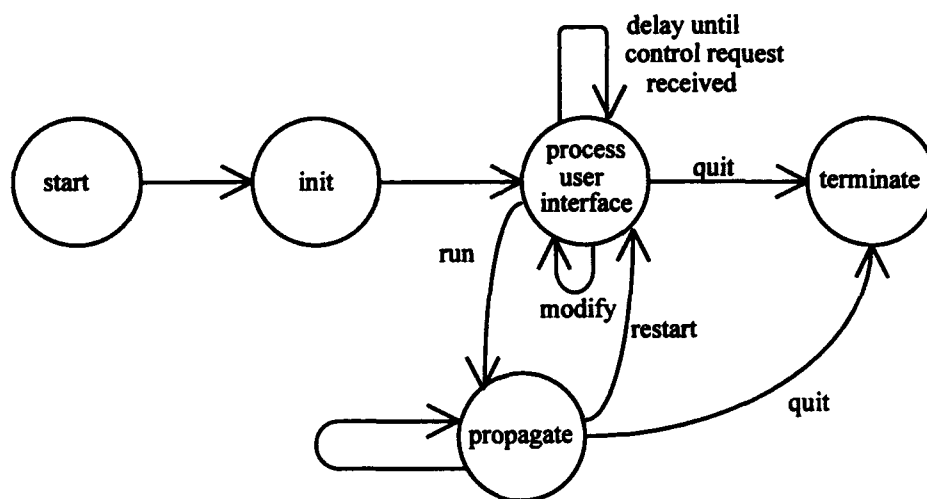 delay until
control request
received
start
init
process
user
interface
quit
terminate
run
modify
restart
propagate
quit